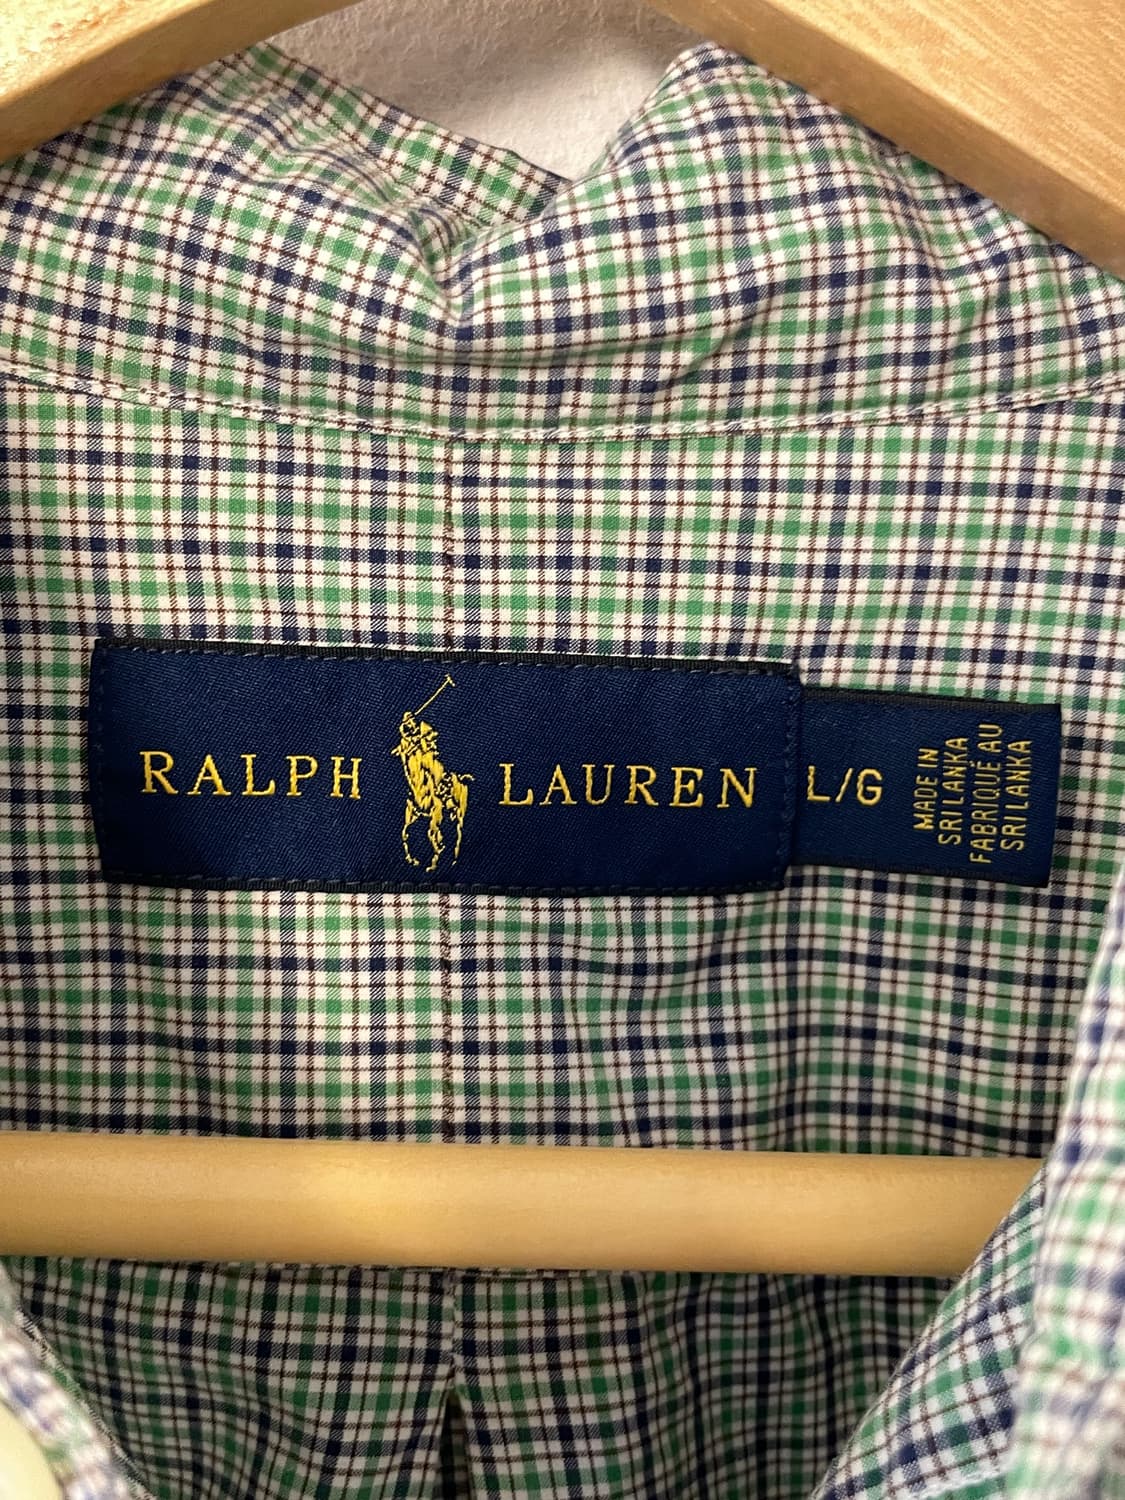 RALPH LAUREN
L/G
MADE IN
SRI LANKA
FABRIQUÉ AU
SRI LANKA